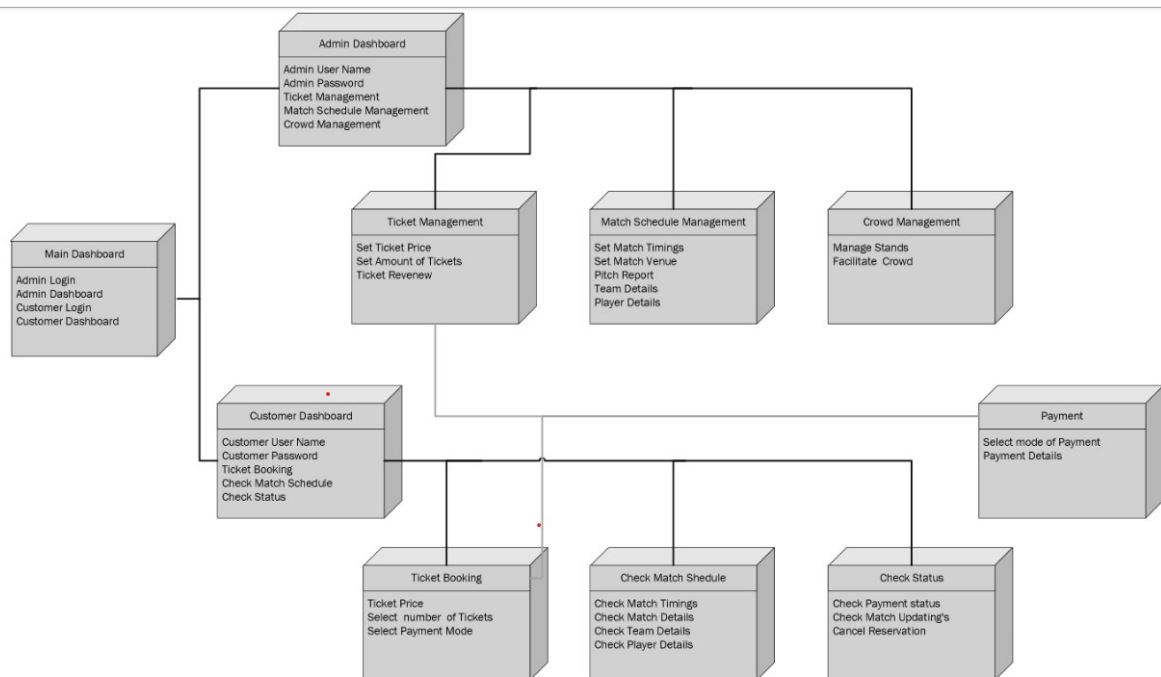 Admin Dashboard
Admin User Name
Admin Password
Ticket Management
Match Schedule Management
Crowd Management
Ticket Management
Set Ticket Price
Set Amount of Tickets
Ticket Revenew
Match Schedule Management
Set Match Timings
Set Match Venue
Pitch Report
Team Details
Player Details
Crowd Management
Manage Stands
Facilitate Crowd
Main Dashboard
Admin Login
Admin Dashboard
Customer Login
Customer Dashboard
Customer Dashboard
Customer User Name
Customer Password
Ticket Booking
Check Match Schedule
Check Status
Payment
Select mode of Payment
Payment Details
Ticket Booking
Ticket Price
Select number of Tickets
Select Payment Mode
Check Match Shedule
Check Match Timings
Check Match Details
Check Team Details
Check Player Details
Check Status
Check Payment status
Check Match Updating's
Cancel Reservation